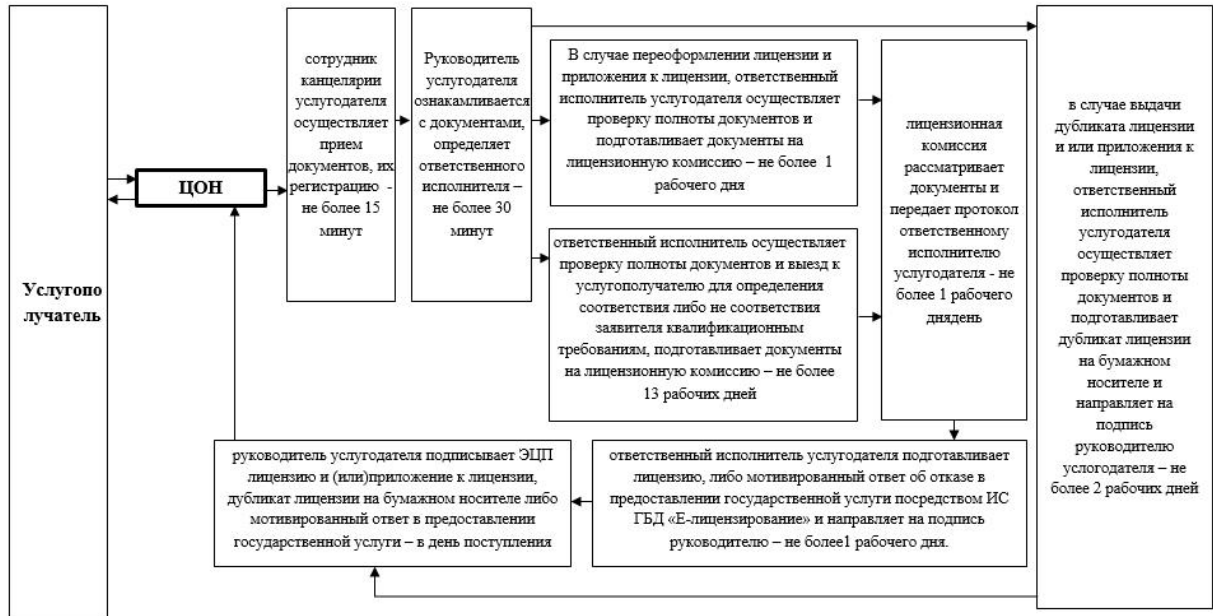 Услугопо
лучатель
ЦОН
сотрудник
канцелярии
услугодателя
осуществляет
прием
документов, их
регистрацию -
не более 15
минут
Руководитель
услугодателя
ознакамливается
с документами,
определяет
ответственного
исполнителя –
не более 30
минут
В случае переоформлении лицензии и
приложения к лицензии, ответственный
исполнитель услугодателя осуществляет
проверку полноты документов и
подготавливает документы на
лицензионную комиссию – не более 1
рабочего дня
ответственный исполнитель осуществляет
проверку полноты документов и выезд к
услугополучателю для определения
соответствия либо не соответствия
заявителя квалификационным
требованиям, подготавливает документы
на лицензионную комиссию – не более
13 рабочих дней
лицензионная
комиссия
рассматривает
документы и
передает протокол
ответственному
исполнителю
услугодателя - не
более 1 рабочего
днядень
в случае выдачи
дубликата лицензии
и или приложения к
лицензии,
ответственный
исполнитель
услугодателя
осуществляет
проверку полноты
документов и
подготавливает
дубликат лицензии
на бумажном
носителе и
направляет на
подпись
руководителю
услогодателя – не
более 2 рабочих дней
руководитель услугодателя подписывает ЭЦП
лицензию и (или)приложение к лицензии,
дубликат лицензии на бумажном носителе либо
мотивированный ответ в предоставлении
государственной услуги – в день поступления
ответственный исполнитель услугодателя подготавливает
лицензию, либо мотивированный ответ об отказе в
предоставлении государственной услуги посредством ИС
ГБД «Е-лицензирование» и направляет на подпись
руководителю – не более1 рабочего дня.